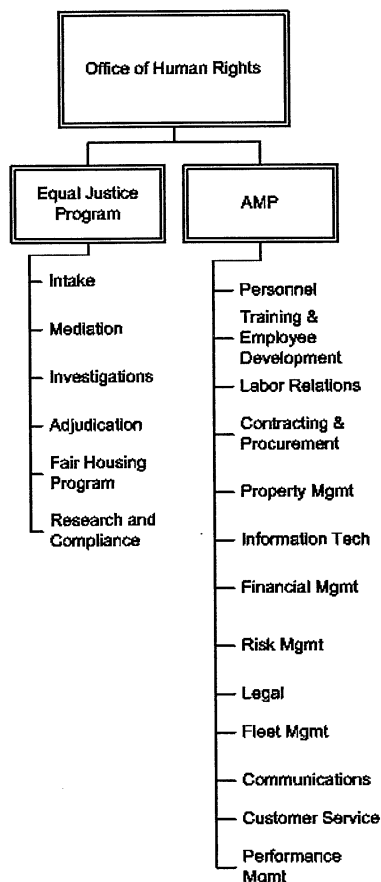 Office of Human Rights
Equal Justice
Program
AMP
Intake
Mediation
Investigations
Adjudication
Fair Housing
Program
Research and
Compliance
Personnel
Training &
Employee
Development
Labor Relations
Contracting &
Procurement
Property Mgmt
Information Tech
Financial Mgmt
Risk Mgmt
Legal
Fleet Mgmt
Communications
Customer Service
Performance
Mgmt